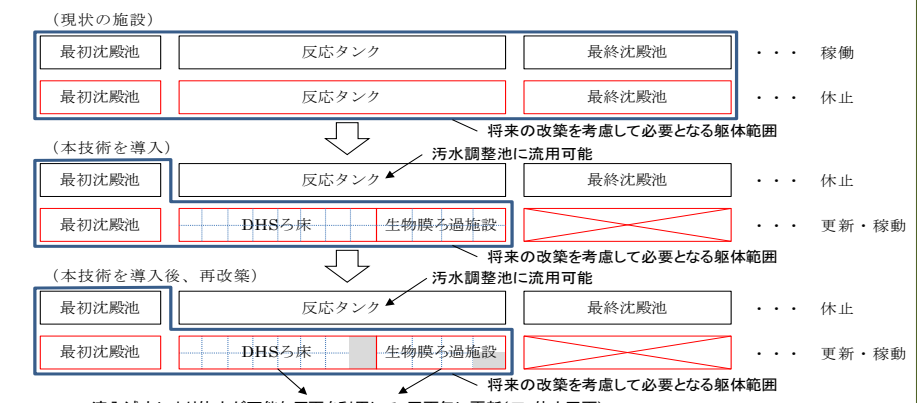 （現状の施設）
最初沈殿池 反応タンク 最終沈殿池 ・・・ 稼働
最初沈殿池 反応タンク 最終沈殿池 ・・・ 休止
将来の改築を考慮して必要となる躯体範囲
（本技術を導入） 汚水調整池に流用可能
最初沈殿池 反応タンク 最終沈殿池 ・・・ 休止
最初沈殿池 DHSろ床 生物膜ろ過施設 ・・・ 更新・稼働
将来の改築を考慮して必要となる躯体範囲
（本技術を導入後、再改築） 汚水調整池に流用可能
最初沈殿池 反応タンク 最終沈殿池 ・・・ 休止
最初沈殿池 DHSろ床 生物膜ろ過施設 ・・・ 更新・稼働
将来の改築を考慮して必要となる躯体範囲